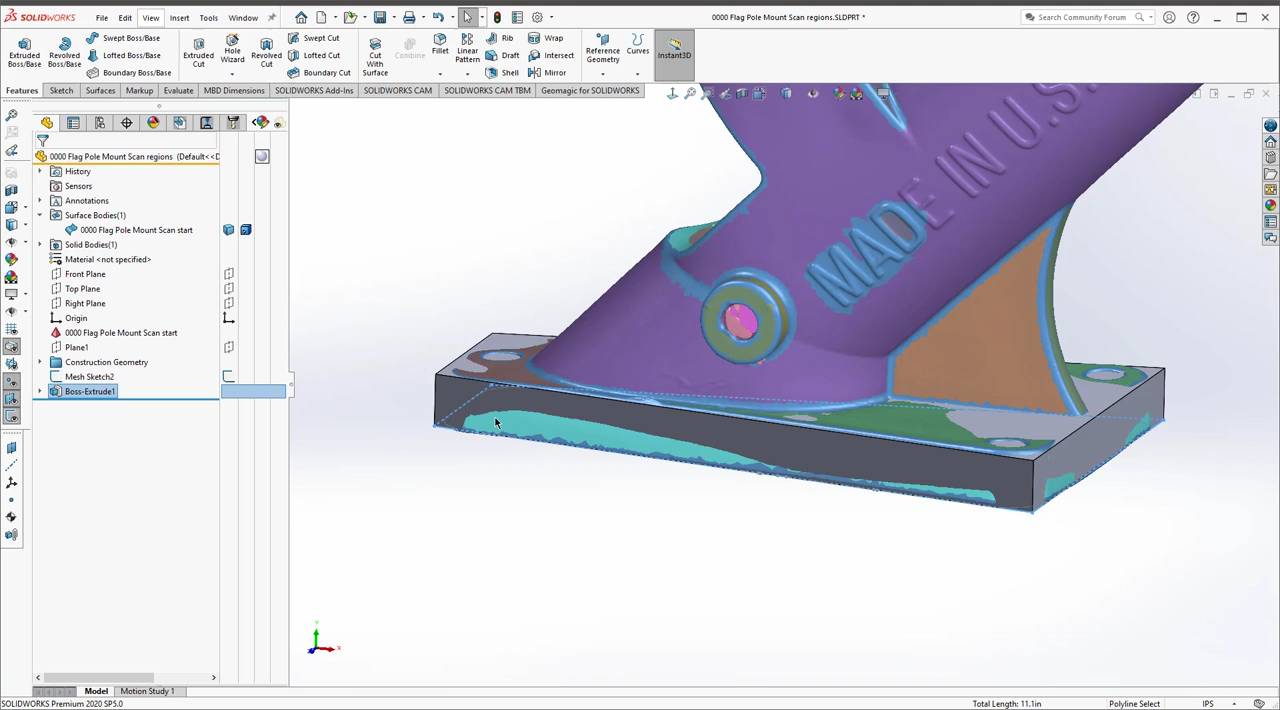 SOLIDWORKS
File
Edit
View
Insert
Tools
Window
0000 Flag Pole Mount Scan regions.SLDPRT *
Search Community Forum
Extruded Boss/Base
Revolved Boss/Base
Swept Boss/Base
Lofted Boss/Base
Boundary Boss/Base
Extruded Cut
Hole Wizard
Revolved Cut
Swept Cut
Lofted Cut
Boundary Cut
Cut With Surface
Combine
Fillet
Linear Pattern
Rib
Draft
Shell
Wrap
Intersect
Mirror
Reference Geometry
Curves
Instant3D
Features
Sketch
Surfaces
Markup
Evaluate
MBD Dimensions
SOLIDWORKS Add-Ins
SOLIDWORKS CAM
SOLIDWORKS CAM TBM
Geomagic for SOLIDWORKS
0000 Flag Pole Mount Scan regions (Default<<D
History
Sensors
Annotations
Surface Bodies(1)
0000 Flag Pole Mount Scan start
Solid Bodies(1)
Material <not specified>
Front Plane
Top Plane
Right Plane
Origin
0000 Flag Pole Mount Scan start
Plane1
Construction Geometry
Mesh Sketch2
Boss-Extrude1
MADE IN U.S.
Y
X
Model
Motion Study 1
SOLIDWORKS Premium 2020 SP5.0
Total Length: 11.1in
Polyline Select
IPS